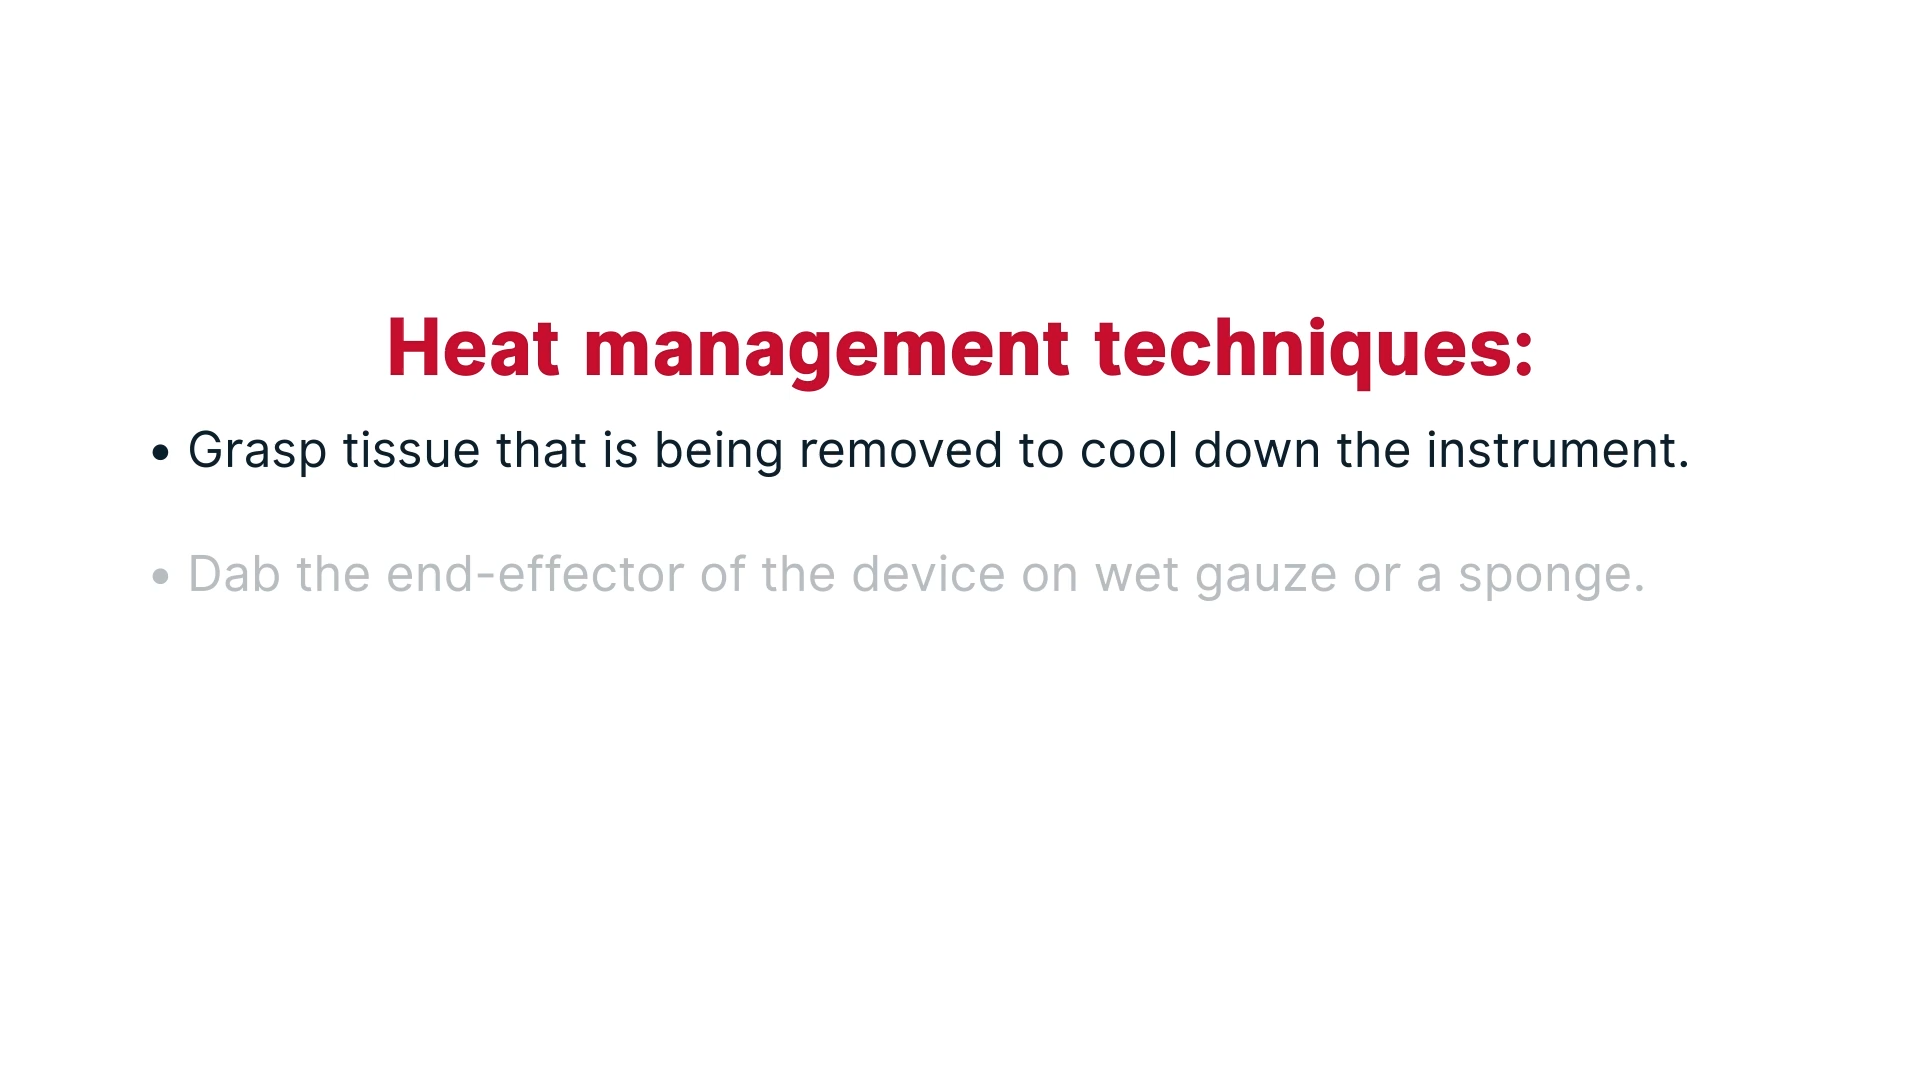 Heat management techniques:
• Grasp tissue that is being removed to cool down the instrument.
• Dab the end-effector of the device on wet gauze or a sponge.